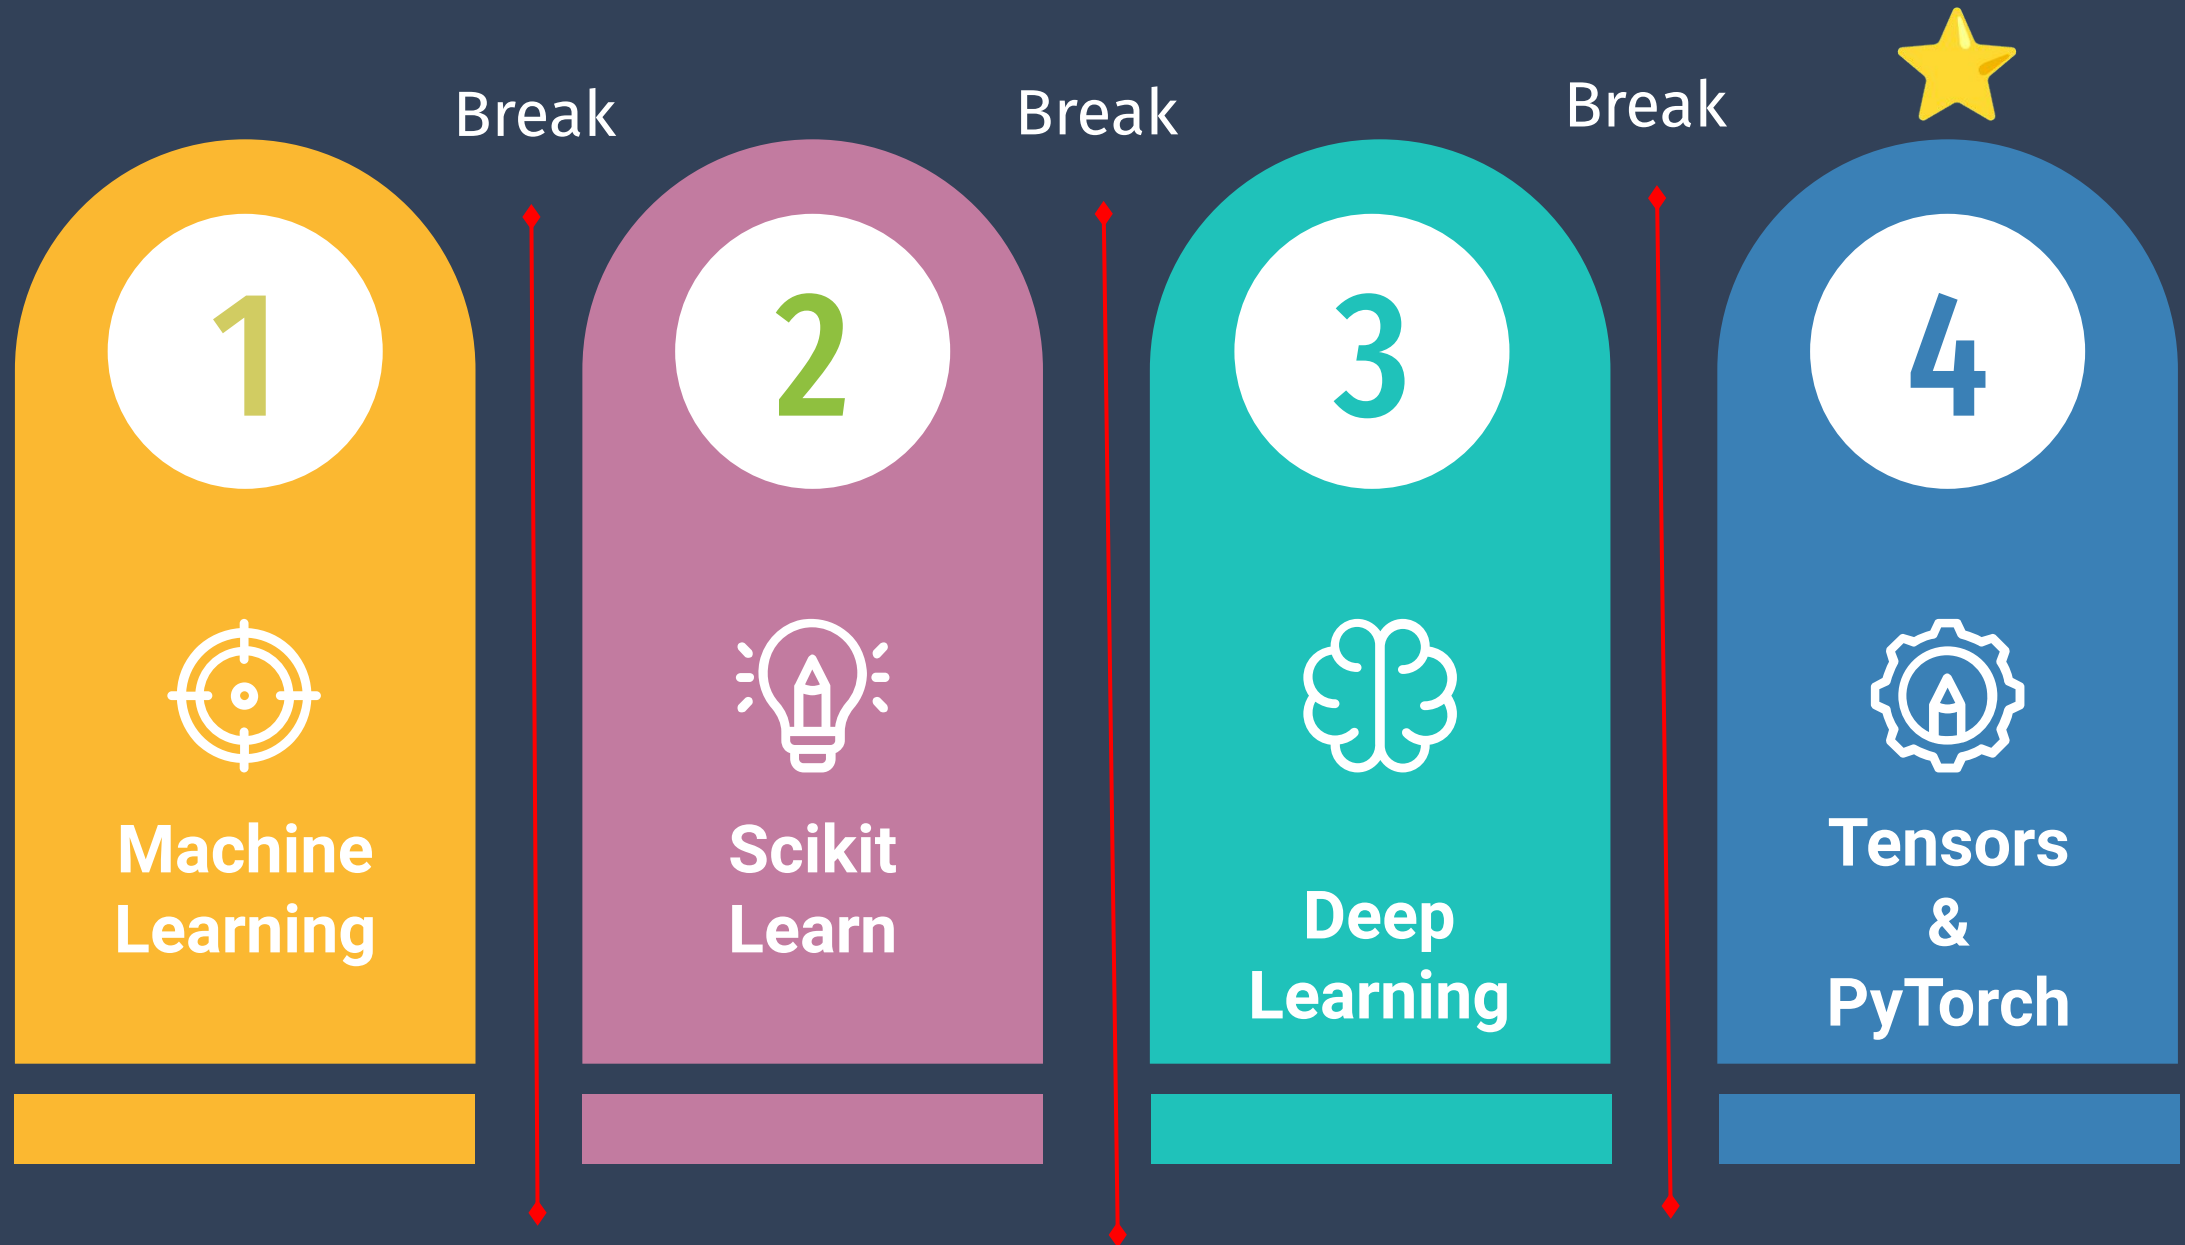 Break
Break
Break
1
2
3
4
Machine
Learning
Scikit
Learn
Deep
Learning
Tensors
&
PyTorch